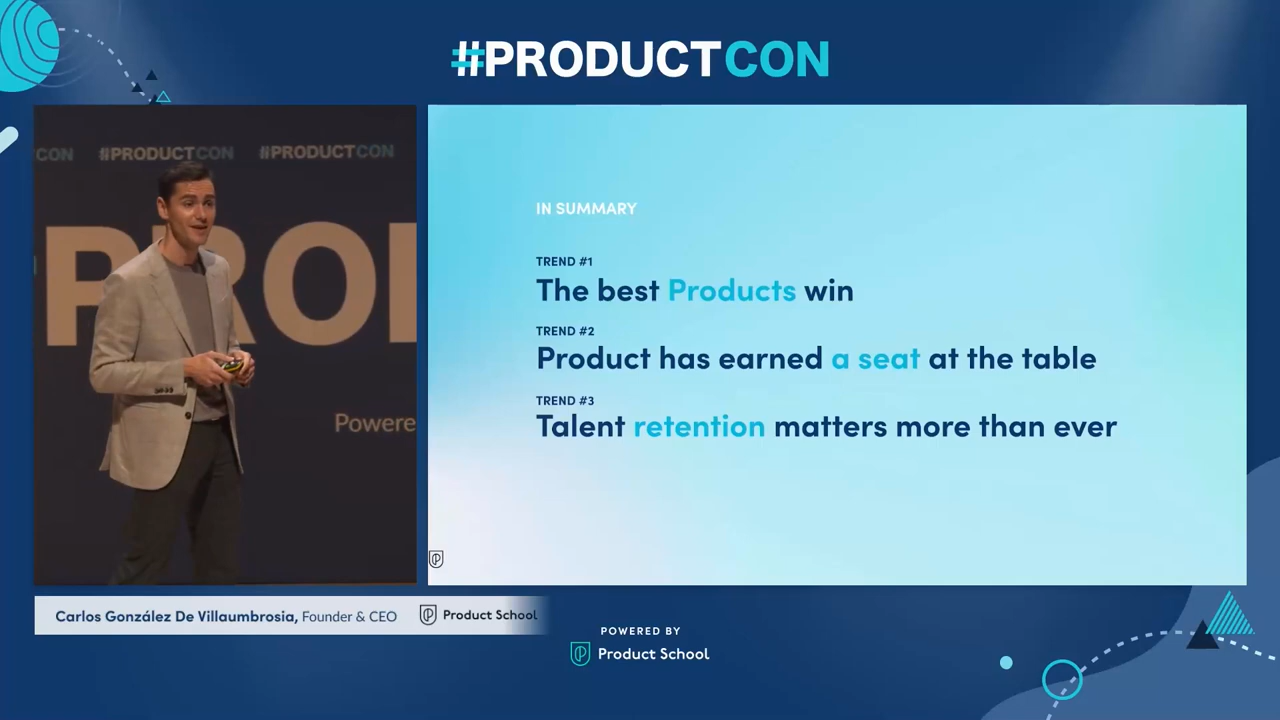 #PRODUCTCON
CON #PRODUCTCON #PRODUCTCON
PRO
Powere
IN SUMMARY
TREND #1
The best Products win
TREND #2
Product has earned a seat at the table
TREND #3
Talent retention matters more than ever
Carlos González De Villaumbrosia, Founder & CEO Product School
POWERED BY
Product School